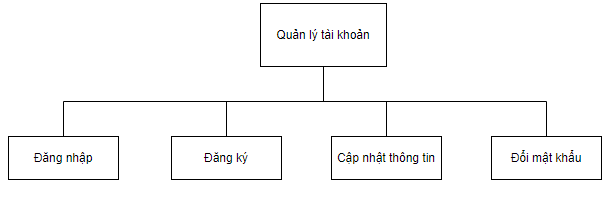 Quản lý tài khoản
Đăng nhập
Đăng ký
Cập nhật thông tin
Đổi mật khẩu